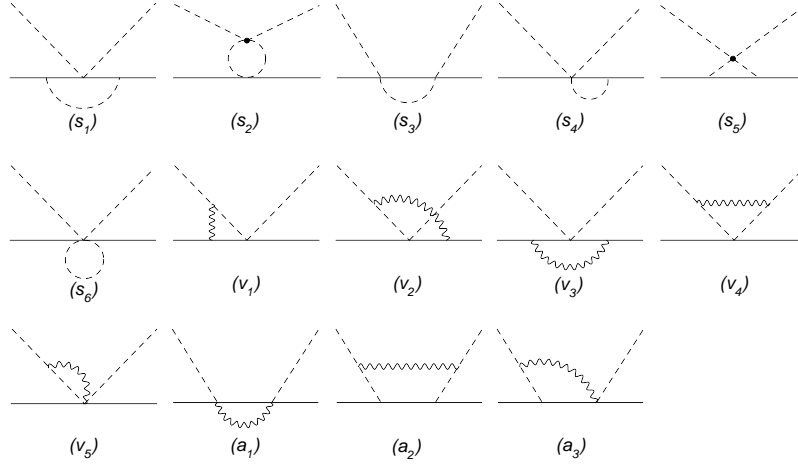 (s1) (s2) (s3) (s4) (s5)
(s6) (v1) (v2) (v3) (v4)
(v5) (a1) (a2) (a3)